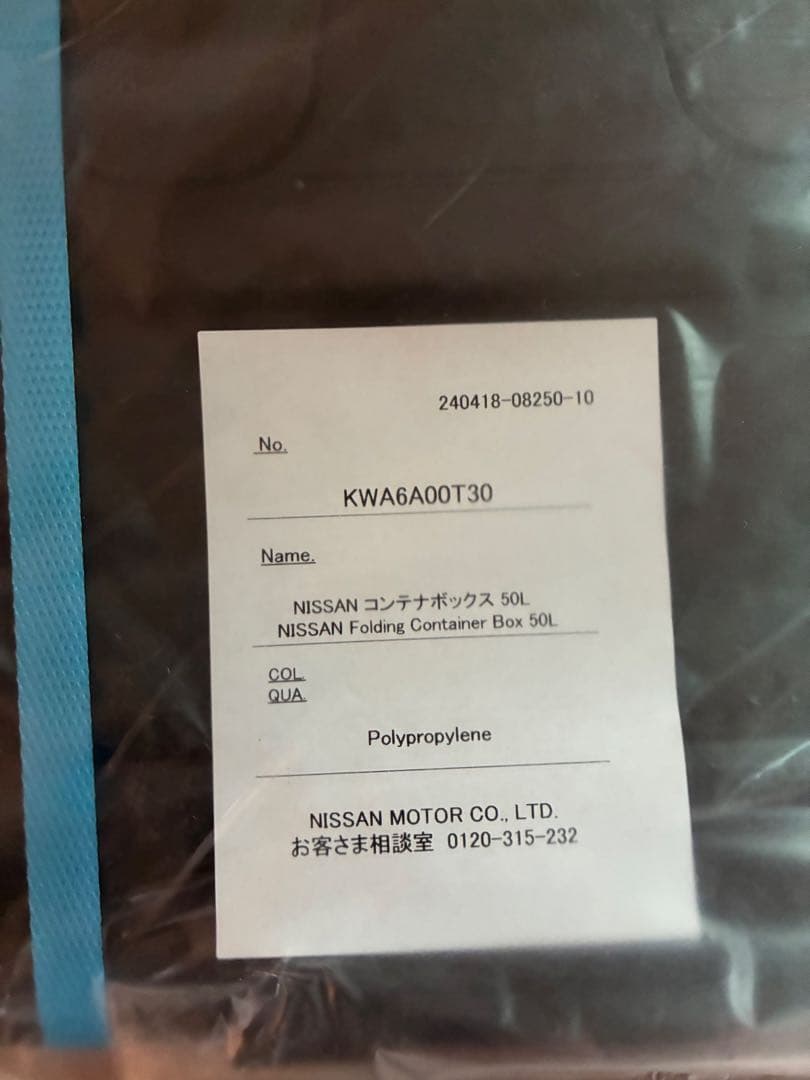 240418-08250-10
No.
KWA6A00T30
Name.
NISSAN コンテナボックス 50L
NISSAN Folding Container Box 50L
COL.
QUA.
Polypropylene
NISSAN MOTOR CO., LTD.
お客さま相談室 0120-315-232